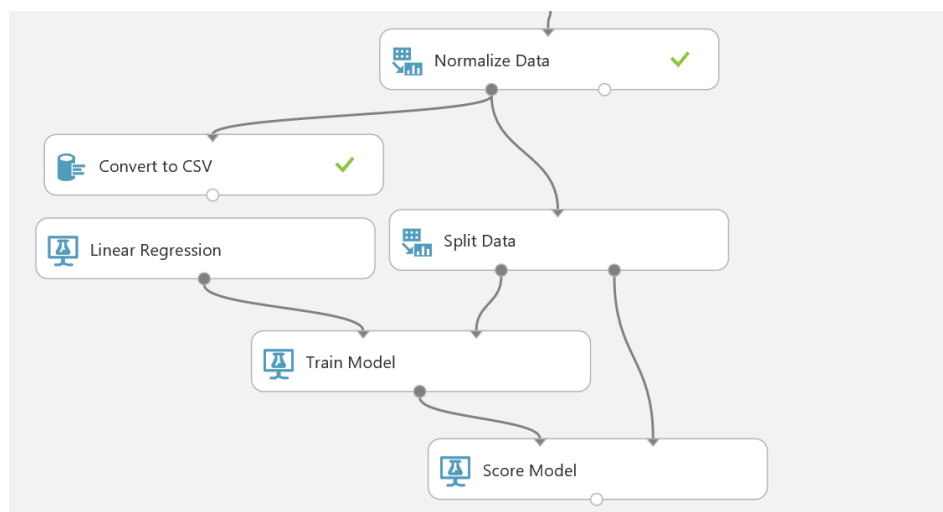 Normalize Data
Convert to CSV
Linear Regression
Split Data
Train Model
Score Model